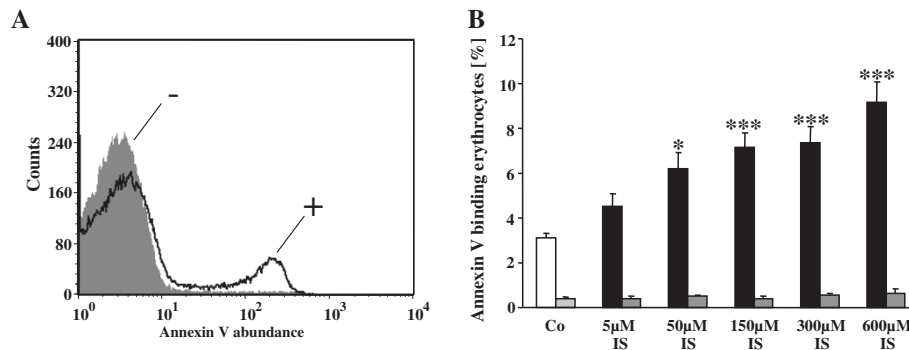 A
400
320
240
160
80
0
Counts
-
+
10^0 10^1 10^2 10^3 10^4
Annexin V abundance
B
Annexin V binding erythrocytes [%]
12
10
8
6
4
2
0
*
***
***
***
Co 5µM IS 50µM IS 150µM IS 300µM IS 600µM IS